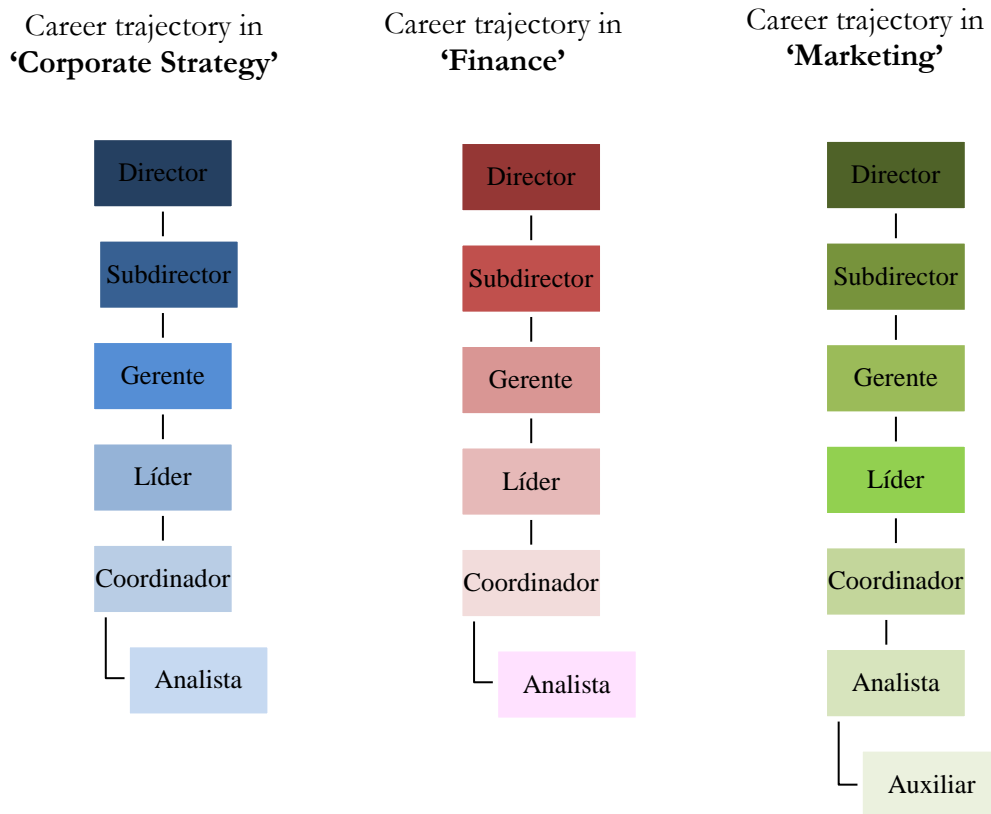 Career trajectory in
‘Corporate Strategy’
Director
Subdirector
Gerente
Líder
Coordinador
Analista
Career trajectory in
‘Finance’
Director
Subdirector
Gerente
Líder
Coordinador
Analista
Career trajectory in
‘Marketing’
Director
Subdirector
Gerente
Líder
Coordinador
Analista
Auxiliar